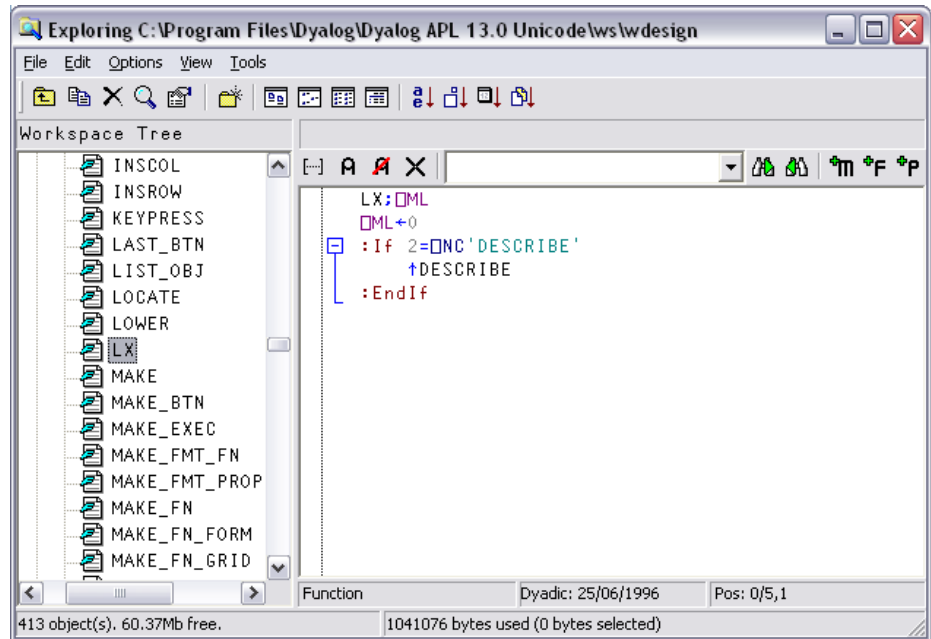 Exploring C:\Program Files\Dyalog\Dyalog APL 13.0 Unicode\ws\wdesign
File Edit Options View Tools
Workspace Tree
INSCOL
INSROW
KEYPRESS
LAST_BTN
LIST_OBJ
LOCATE
LOWER
LX
MAKE
MAKE_BTN
MAKE_EXEC
MAKE_FMT_FN
MAKE_FMT_PROP
MAKE_FN
MAKE_FN_FORM
MAKE_FN_GRID
[...] A A m F P
LX;⎕ML
⎕ML←0
:If 2=⎕NC'DESCRIBE'
↑DESCRIBE
:EndIf
Function Dyadic: 25/06/1996 Pos: 0/5,1
413 object(s). 60.37Mb free. 1041076 bytes used (0 bytes selected)